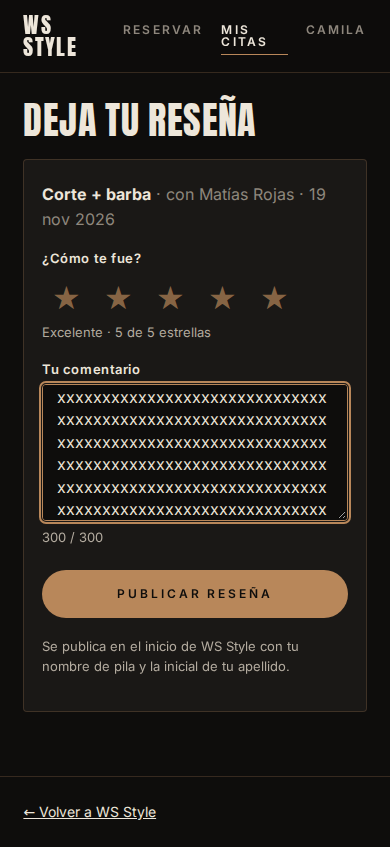 WS
STYLE
RESERVAR
MIS
CITAS
CAMILA
DEJA TU RESEÑA
Corte + barba · con Matías Rojas · 19
nov 2026
¿Cómo te fue?
★ ★ ★ ★ ★
Excelente · 5 de 5 estrellas
Tu comentario
xxxxxxxxxxxxxxxxxxxxxxxxxxxxxx
xxxxxxxxxxxxxxxxxxxxxxxxxxxxxx
xxxxxxxxxxxxxxxxxxxxxxxxxxxxxx
xxxxxxxxxxxxxxxxxxxxxxxxxxxxxx
xxxxxxxxxxxxxxxxxxxxxxxxxxxxxx
xxxxxxxxxxxxxxxxxxxxxxxxxxxxxx
300 / 300
PUBLICAR RESEÑA
Se publica en el inicio de WS Style con tu
nombre de pila y la inicial de tu apellido.
← Volver a WS Style